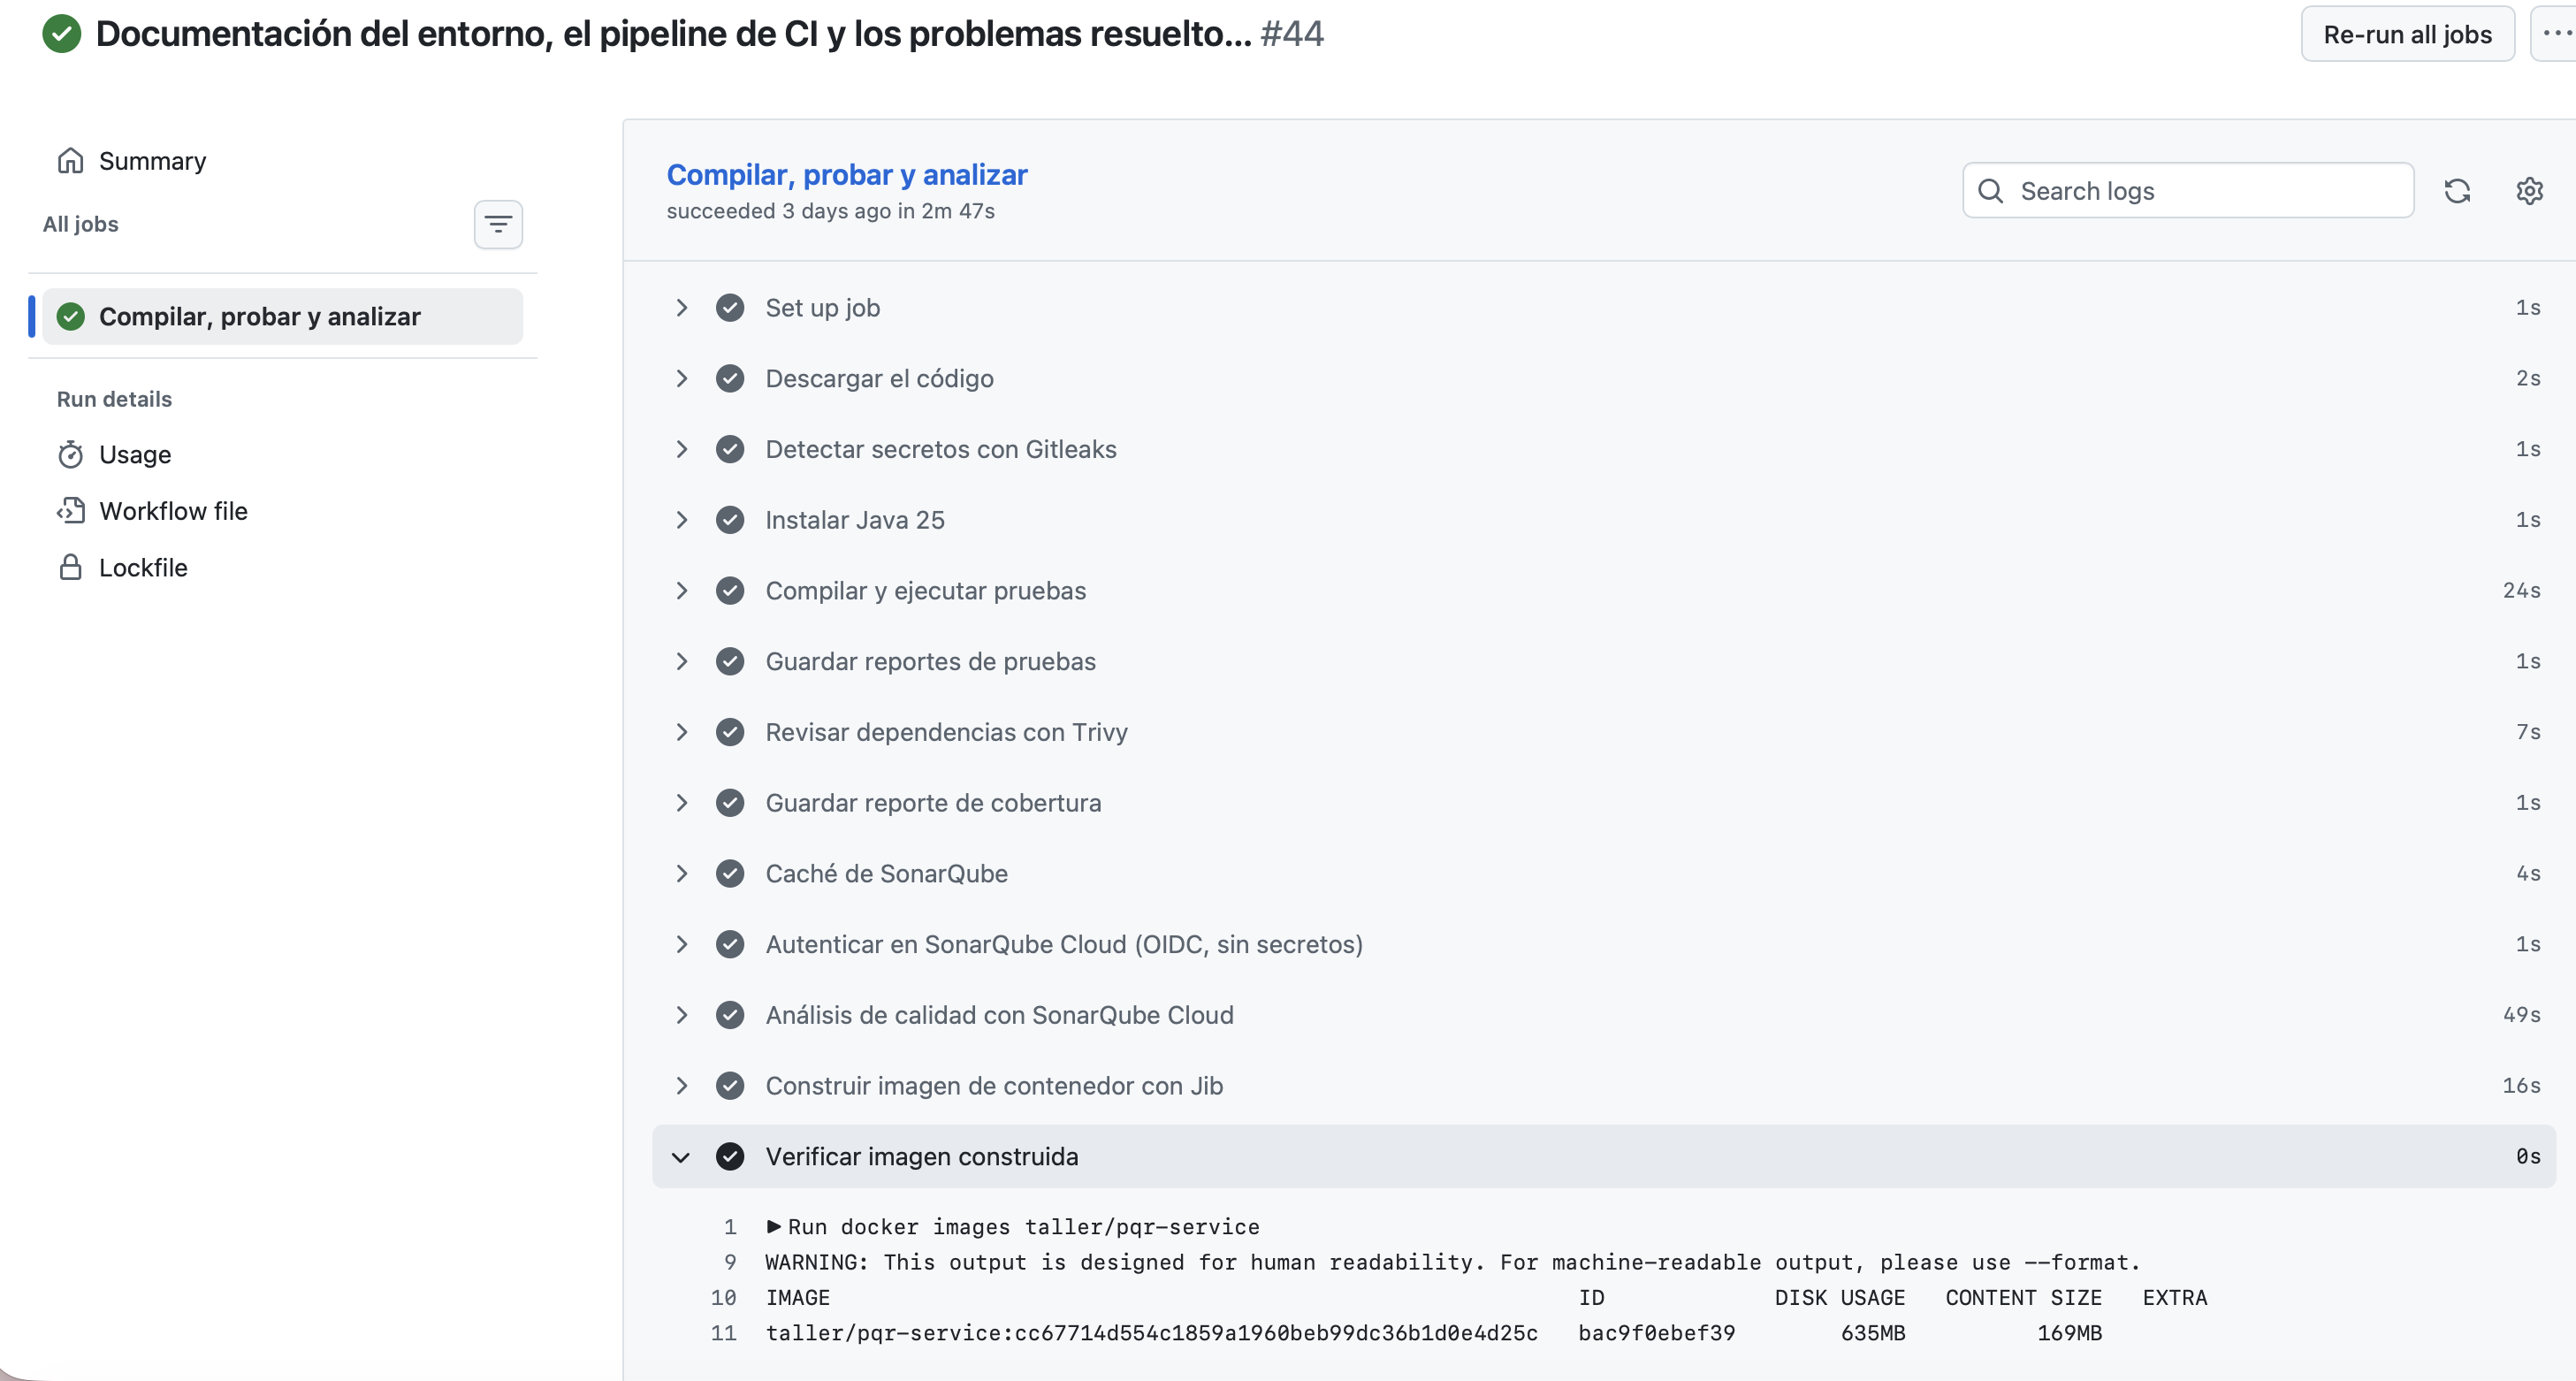 Documentación del entorno, el pipeline de CI y los problemas resuelto... #44
Re-run all jobs
Summary
All jobs
Compilar, probar y analizar
Run details
Usage
Workflow file
Lockfile
Compilar, probar y analizar
succeeded 3 days ago in 2m 47s
Search logs
Set up job 1s
Descargar el código 2s
Detectar secretos con Gitleaks 1s
Instalar Java 25 1s
Compilar y ejecutar pruebas 24s
Guardar reportes de pruebas 1s
Revisar dependencias con Trivy 7s
Guardar reporte de cobertura 1s
Caché de SonarQube 4s
Autenticar en SonarQube Cloud (OIDC, sin secretos) 1s
Análisis de calidad con SonarQube Cloud 49s
Construir imagen de contenedor con Jib 16s
Verificar imagen construida 0s
1 Run docker images taller/pqr-service
9 WARNING: This output is designed for human readability. For machine-readable output, please use --format.
10 IMAGE ID DISK USAGE CONTENT SIZE EXTRA
11 taller/pqr-service:cc67714d554c1859a1960beb99dc36b1d0e4d25c bac9f0ebef39 635MB 169MB